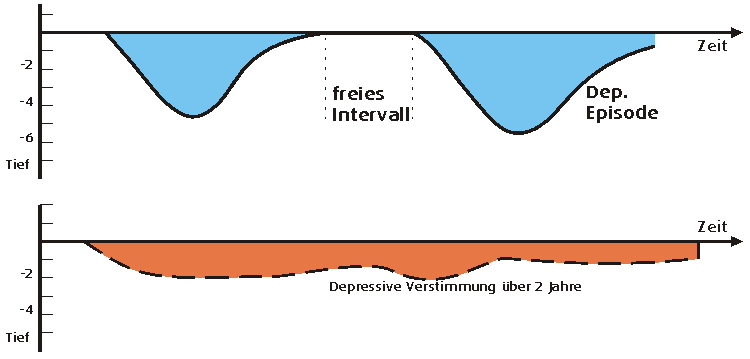 Zeit
-2
-4
-6
Tief
freies
Intervall
Dep.
Episode
Zeit
-2
-4
Tief
Depressive Verstimmung über 2 Jahre